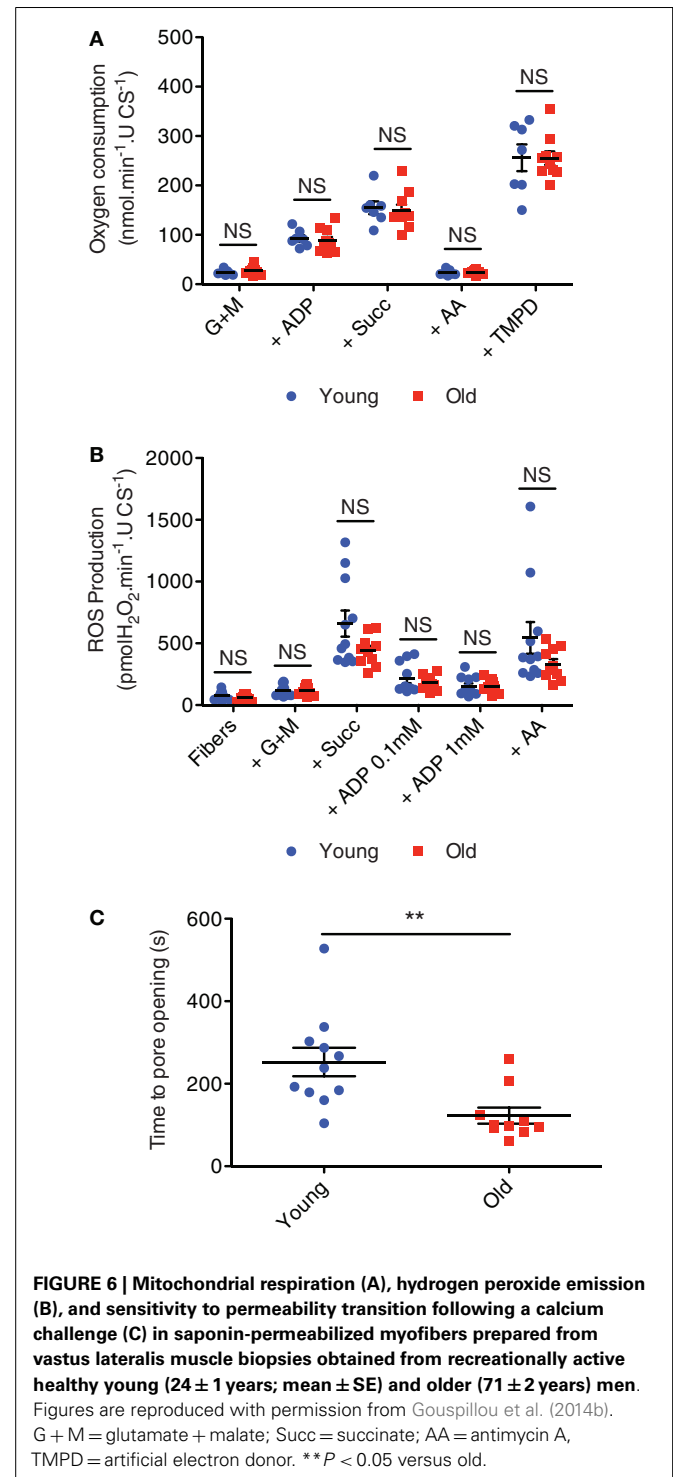 A
Oxygen consumption
(nmol.min⁻¹.U CS⁻¹)
500
400
300
200
100
0
NS
NS
NS
NS
NS
G+M
+ ADP
+ Succ
+ AA
+ TMPD
Young
Old
B
ROS Production
(pmolH₂O₂.min⁻¹.U CS⁻¹)
2000
1500
1000
500
0
NS
NS
NS
NS
NS
NS
Fibers
+ G+M
+ Succ
+ ADP 0.1mM
+ ADP 1mM
+ AA
Young
Old
C
Time to pore opening (s)
600
400
200
0
**
Young
Old
FIGURE 6 | Mitochondrial respiration (A), hydrogen peroxide emission
(B), and sensitivity to permeability transition following a calcium
challenge (C) in saponin-permeabilized myofibers prepared from
vastus lateralis muscle biopsies obtained from recreationally active
healthy young (24 ± 1 years; mean ± SE) and older (71 ± 2 years) men.
Figures are reproduced with permission from Gouspillou et al. (2014b).
G + M = glutamate + malate; Succ = succinate; AA = antimycin A,
TMPD = artificial electron donor. **P < 0.05 versus old.